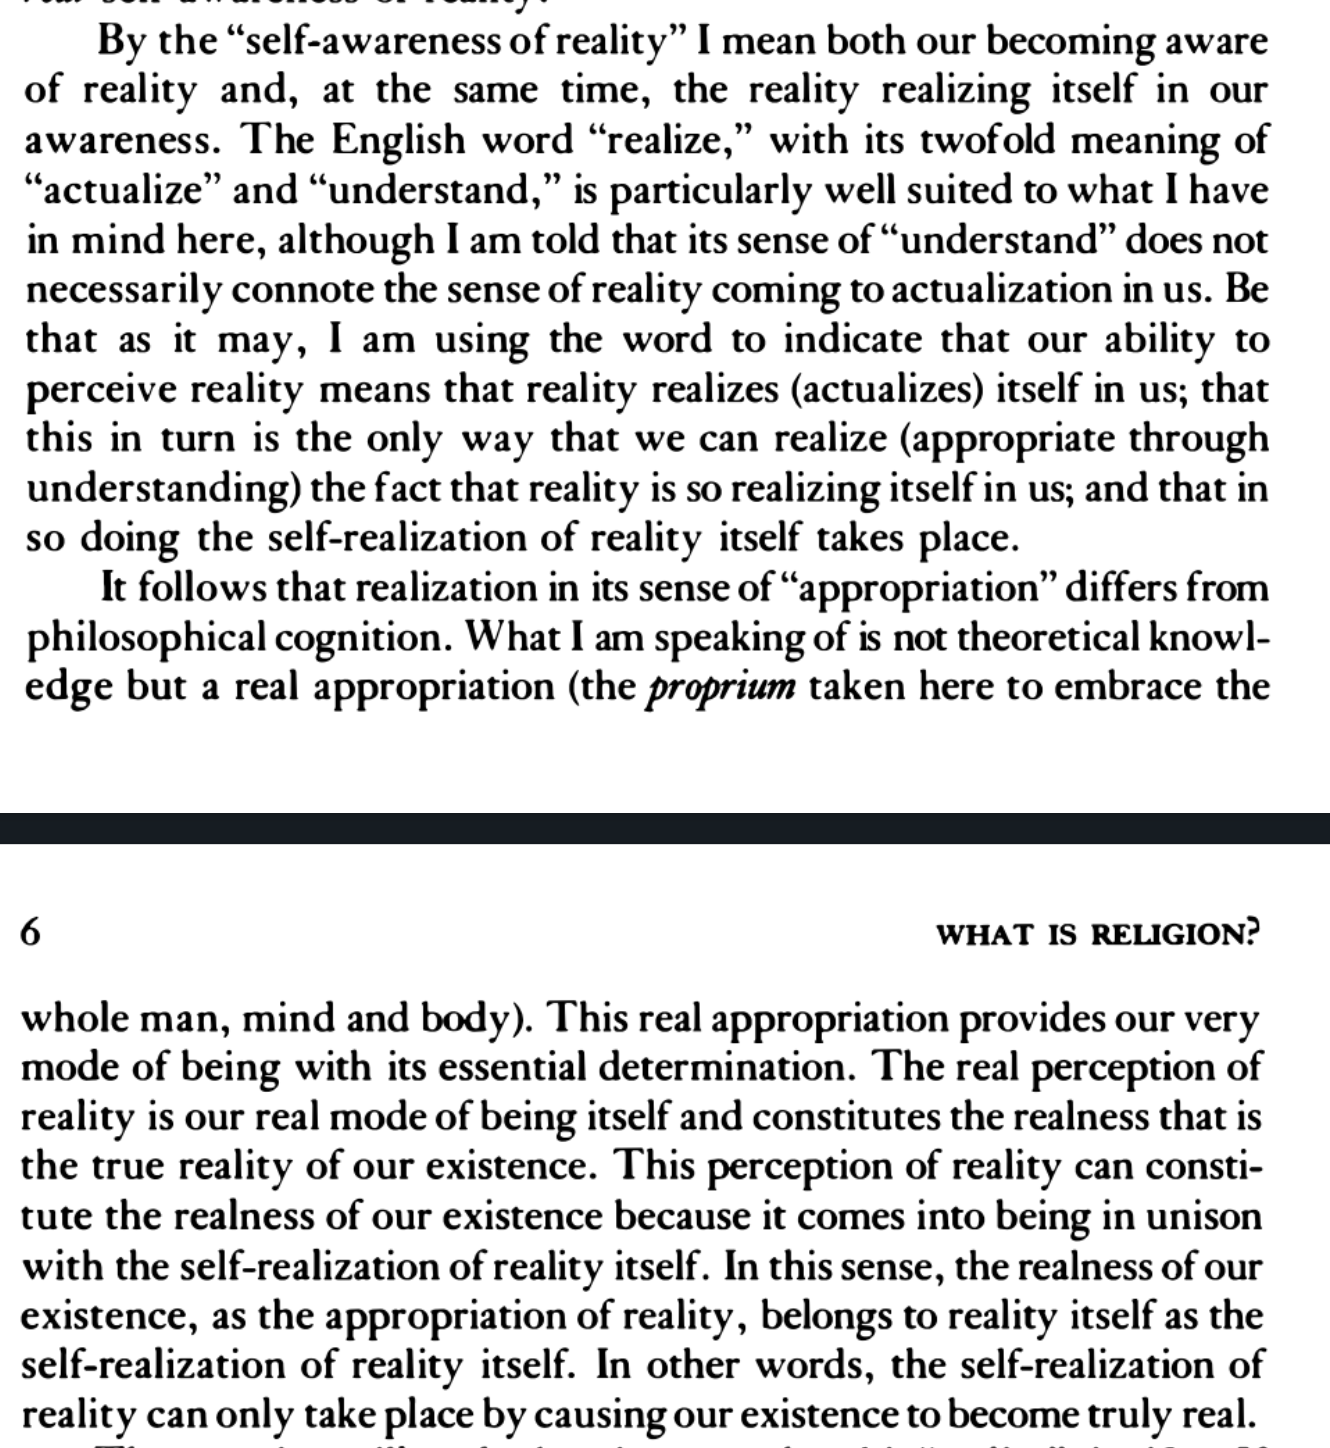 real self-awareness of reality.
By the “self-awareness of reality” I mean both our becoming aware
of reality and, at the same time, the reality realizing itself in our
awareness. The English word “realize,” with its twofold meaning of
“actualize” and “understand,” is particularly well suited to what I have
in mind here, although I am told that its sense of “understand” does not
necessarily connote the sense of reality coming to actualization in us. Be
that as it may, I am using the word to indicate that our ability to
perceive reality means that reality realizes (actualizes) itself in us; that
this in turn is the only way that we can realize (appropriate through
understanding) the fact that reality is so realizing itself in us; and that in
so doing the self-realization of reality itself takes place.
It follows that realization in its sense of “appropriation” differs from
philosophical cognition. What I am speaking of is not theoretical knowl-
edge but a real appropriation (the proprium taken here to embrace the
6 WHAT IS RELIGION?
whole man, mind and body). This real appropriation provides our very
mode of being with its essential determination. The real perception of
reality is our real mode of being itself and constitutes the realness that is
the true reality of our existence. This perception of reality can consti-
tute the realness of our existence because it comes into being in unison
with the self-realization of reality itself. In this sense, the realness of our
existence, as the appropriation of reality, belongs to reality itself as the
self-realization of reality itself. In other words, the self-realization of
reality can only take place by causing our existence to become truly real.